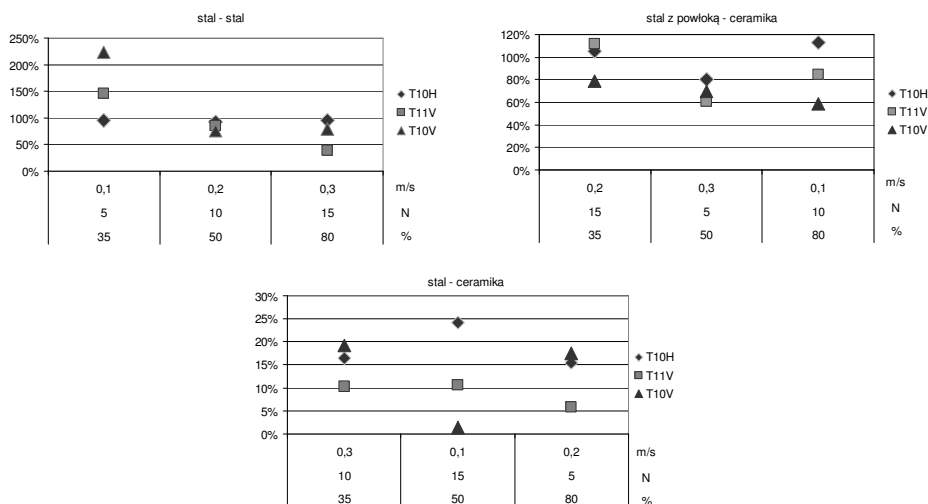 stal - stal
250%
200%
150%
100%
50%
0%
T10H
T11V
T10V
0,1 0,2 0,3 m/s
5 10 15 N
35 50 80 %
stal z powłoką - ceramika
120%
100%
80%
60%
40%
20%
0%
T10H
T11V
T10V
0,2 0,3 0,1 m/s
15 5 10 N
35 50 80 %
stal - ceramika
30%
25%
20%
15%
10%
5%
0%
T10H
T11V
T10V
0,3 0,1 0,2 m/s
10 15 5 N
35 50 80 %